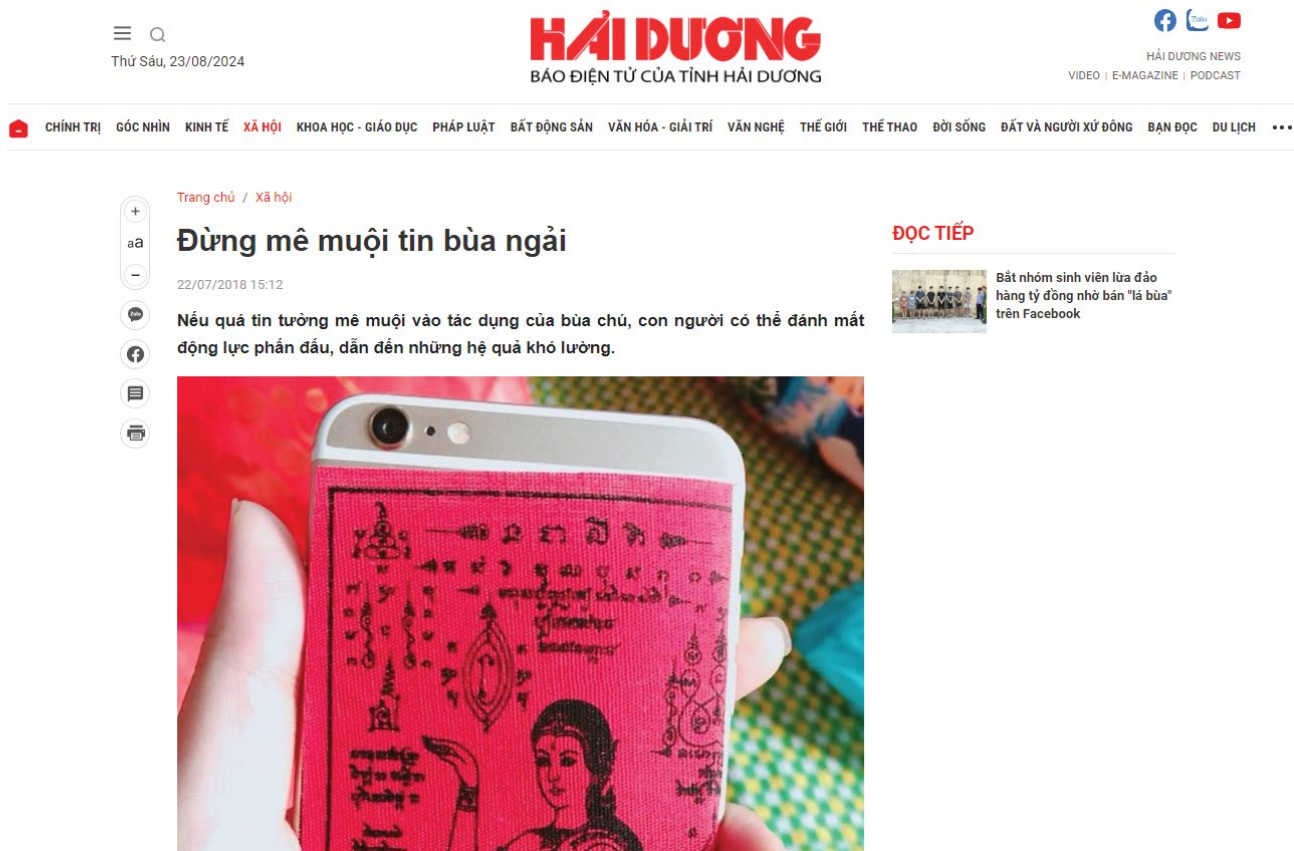 Thứ Sáu, 23/08/2024
HẢI DƯƠNG
BÁO ĐIỆN TỬ CỦA TỈNH HẢI DƯƠNG
Zalo
HẢI DƯƠNG NEWS
VIDEO | E-MAGAZINE | PODCAST
CHÍNH TRỊ GÓC NHÌN KINH TẾ XÃ HỘI KHOA HỌC - GIÁO DỤC PHÁP LUẬT BẤT ĐỘNG SẢN VĂN HÓA - GIẢI TRÍ VĂN NGHỆ THẾ GIỚI THỂ THAO ĐỜI SỐNG ĐẤT VÀ NGƯỜI XỨ ĐÔNG BẠN ĐỌC DU LỊCH
Trang chủ / Xã hội
+
aa
−
Zalo
Đừng mê muội tin bùa ngải
22/07/2018 15:12
Nếu quá tin tưởng mê muội vào tác dụng của bùa chú, con người có thể đánh mất
động lực phấn đấu, dẫn đến những hệ quả khó lường.
ĐỌC TIẾP
Bắt nhóm sinh viên lừa đảo
hàng tỷ đồng nhờ bán "lá bùa"
trên Facebook